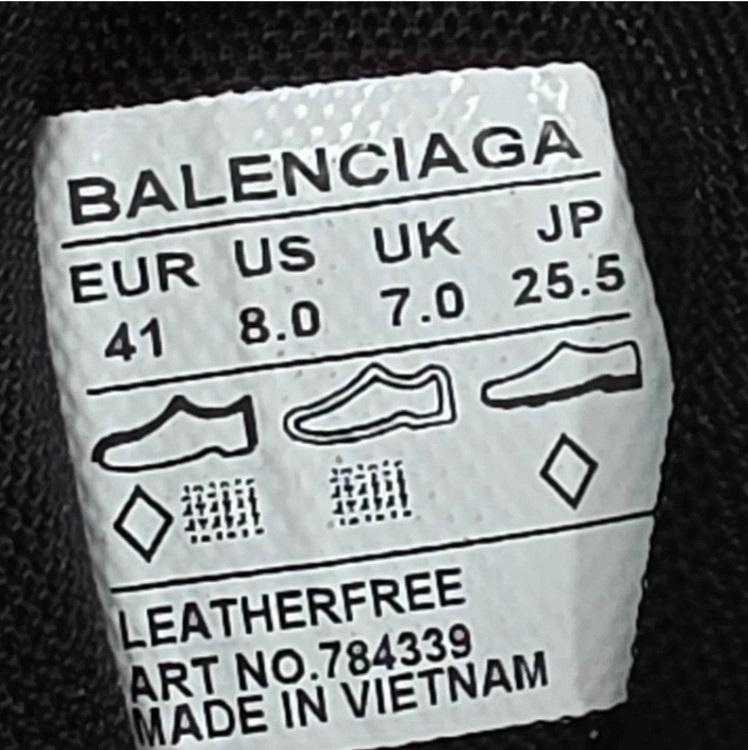 BALENCIAGA
EUR US UK JP
41 8.0 7.0 25.5
LEATHERFREE
ART NO.784339
MADE IN VIETNAM